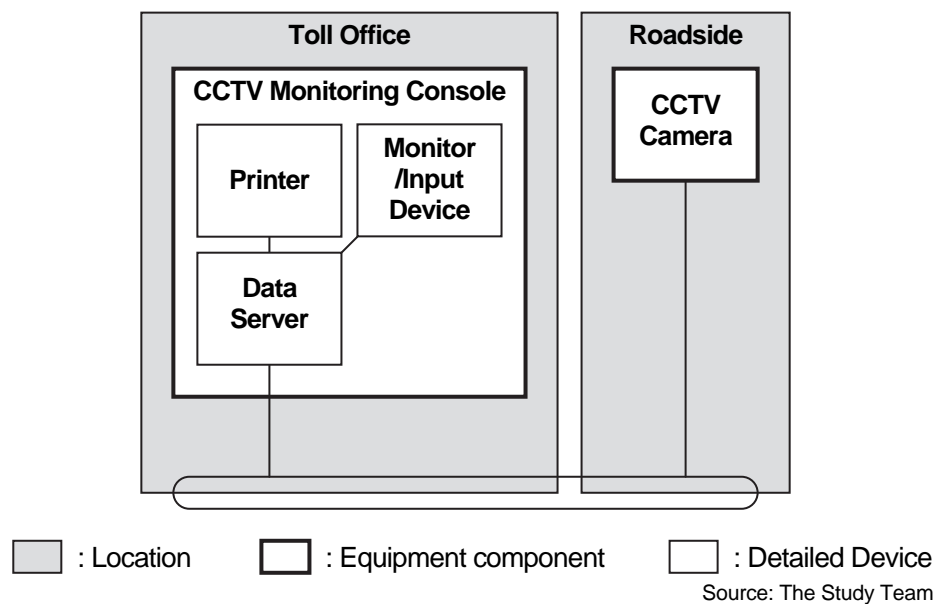 Toll Office
Roadside
CCTV Monitoring Console
CCTV
Camera
Printer
Monitor
/Input
Device
Data
Server
: Location
: Equipment component
: Detailed Device
Source: The Study Team